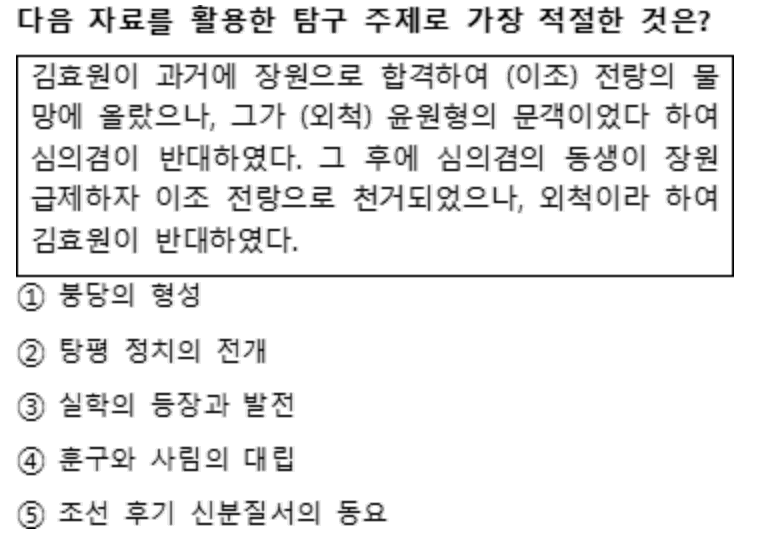 다음 자료를 활용한 탐구 주제로 가장 적절한 것은?
김효원이 과거에 장원으로 합격하여 (이조) 전랑의 물
망에 올랐으나, 그가 (외척) 윤원형의 문객이었다 하여
심의겸이 반대하였다. 그 후에 심의겸의 동생이 장원
급제하자 이조 전랑으로 천거되었으나, 외척이라 하여
김효원이 반대하였다.
① 붕당의 형성
② 탕평 정치의 전개
③ 실학의 등장과 발전
④ 훈구와 사림의 대립
⑤ 조선 후기 신분질서의 동요